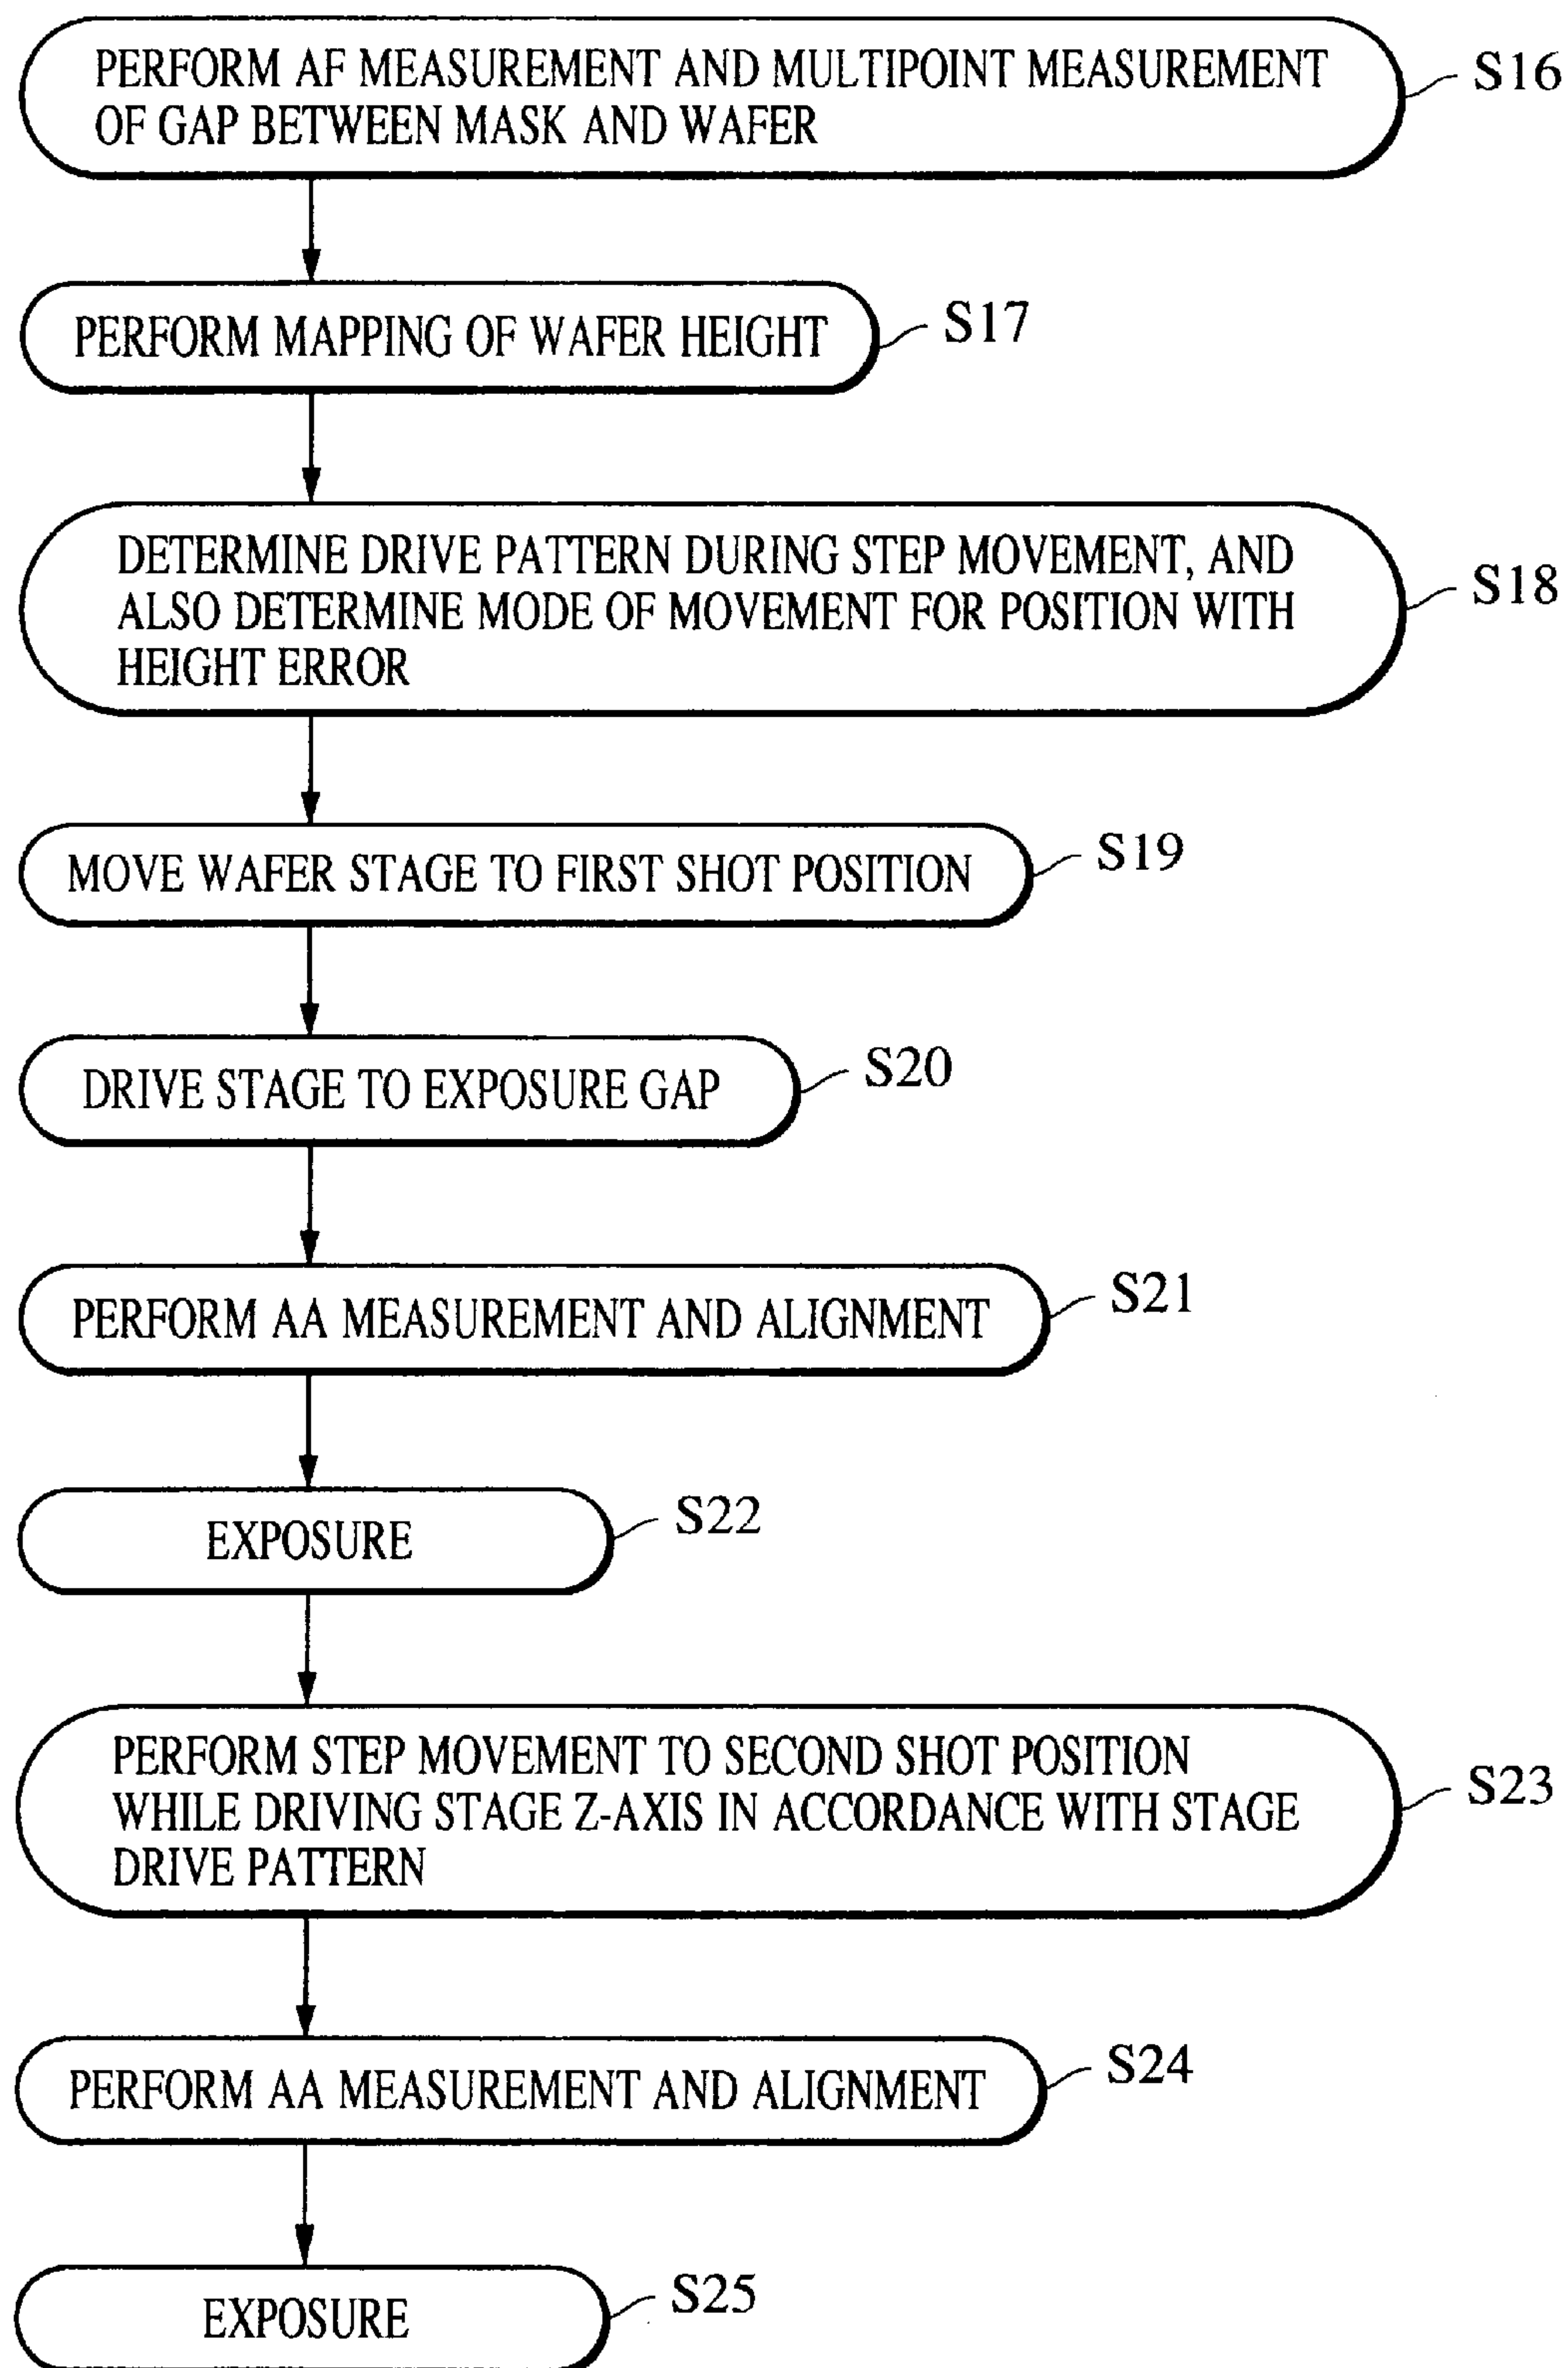 PERFORM AF MEASUREMENT AND MULTIPOINT MEASUREMENT
OF GAP BETWEEN MASK AND WAFER
S16
PERFORM MAPPING OF WAFER HEIGHT
S17
DETERMINE DRIVE PATTERN DURING STEP MOVEMENT, AND
ALSO DETERMINE MODE OF MOVEMENT FOR POSITION WITH
HEIGHT ERROR
S18
MOVE WAFER STAGE TO FIRST SHOT POSITION
S19
DRIVE STAGE TO EXPOSURE GAP
S20
PERFORM AA MEASUREMENT AND ALIGNMENT
S21
EXPOSURE
S22
PERFORM STEP MOVEMENT TO SECOND SHOT POSITION
WHILE DRIVING STAGE Z-AXIS IN ACCORDANCE WITH STAGE
DRIVE PATTERN
S23
PERFORM AA MEASUREMENT AND ALIGNMENT
S24
EXPOSURE
S25